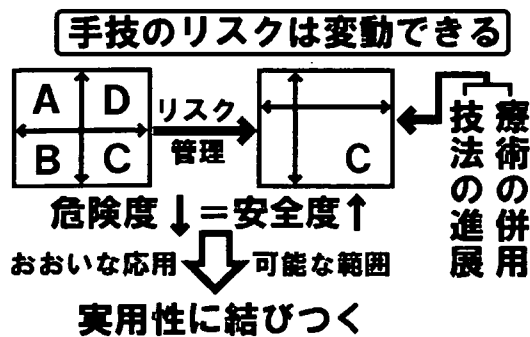 手技のリスクは変動できる
A D
B C
リスク
管理
C
療術の併用
技法の進展
危険度↓＝安全度↑
おおいな応用
可能な範囲
実用性に結びつく